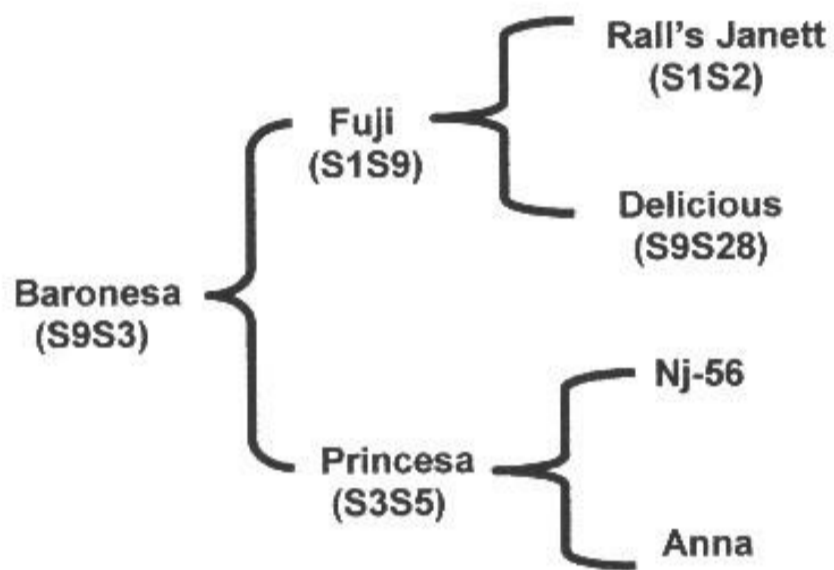 Rall's Janett
(S1S2)
Fuji
(S1S9)
Delicious
(S9S28)
Baronesa
(S9S3)
Nj-56
Princesa
(S3S5)
Anna